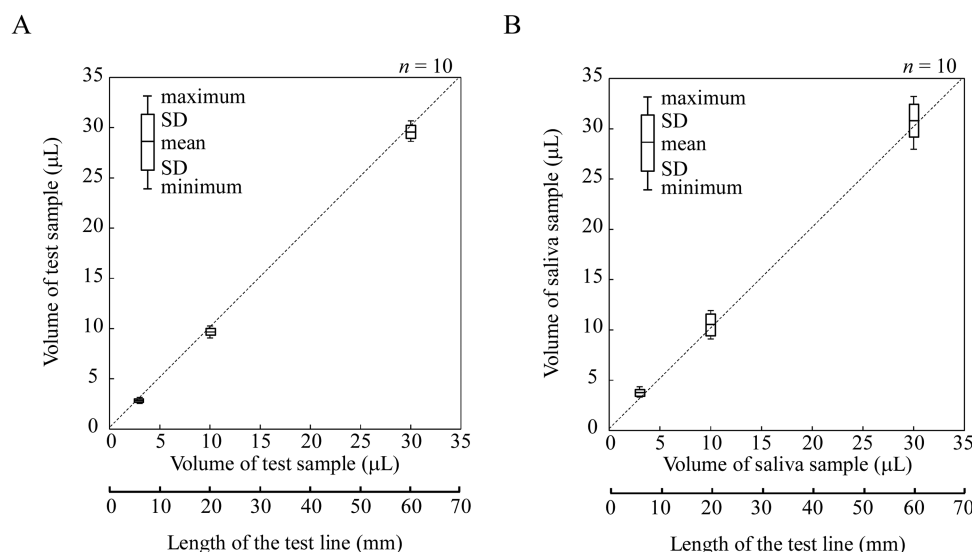 A
n = 10
35
30
25
20
15
10
5
0
Volume of test sample (μL)
maximum
SD
mean
SD
minimum
0 5 10 15 20 25 30 35
Volume of test sample (μL)
0 10 20 30 40 50 60 70
Length of the test line (mm)
B
n = 10
35
30
25
20
15
10
5
0
Volume of saliva sample (μL)
maximum
SD
mean
SD
minimum
0 5 10 15 20 25 30 35
Volume of saliva sample (μL)
0 10 20 30 40 50 60 70
Length of the test line (mm)